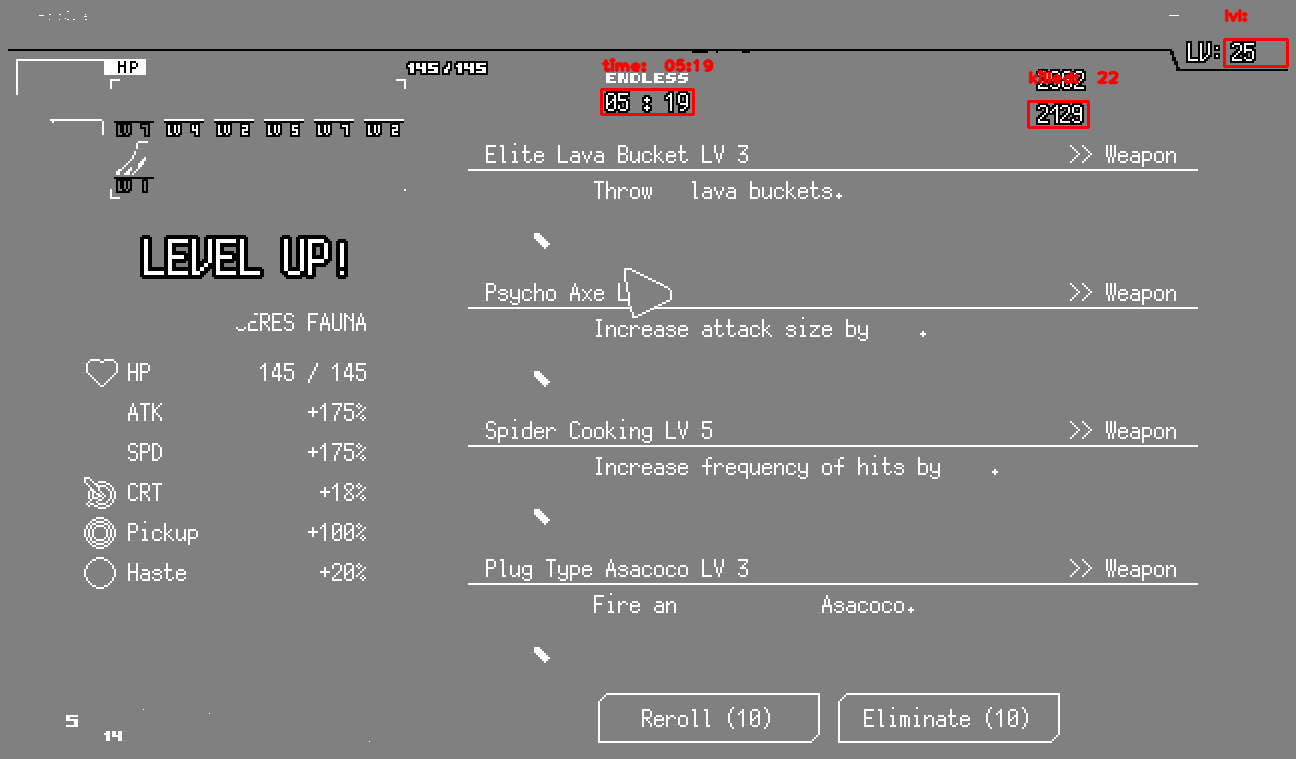 lvl:
LV: 25
HP 145/145
time: 05:19
ENDLESS
05 : 19
killed: 22
2129
LV 7 LV 4 LV 2 LV 5 LV 7 LV 2
LV 1
LEVEL UP!
ERES FAUNA
HP 145 / 145
ATK +175%
SPD +175%
CRT +18%
Pickup +100%
Haste +20%
Elite Lava Bucket LV 3 >> Weapon
Throw lava buckets.
Psycho Axe L >> Weapon
Increase attack size by .
Spider Cooking LV 5 >> Weapon
Increase frequency of hits by .
Plug Type Asacoco LV 3 >> Weapon
Fire an Asacoco.
Reroll (10) Eliminate (10)
5
14